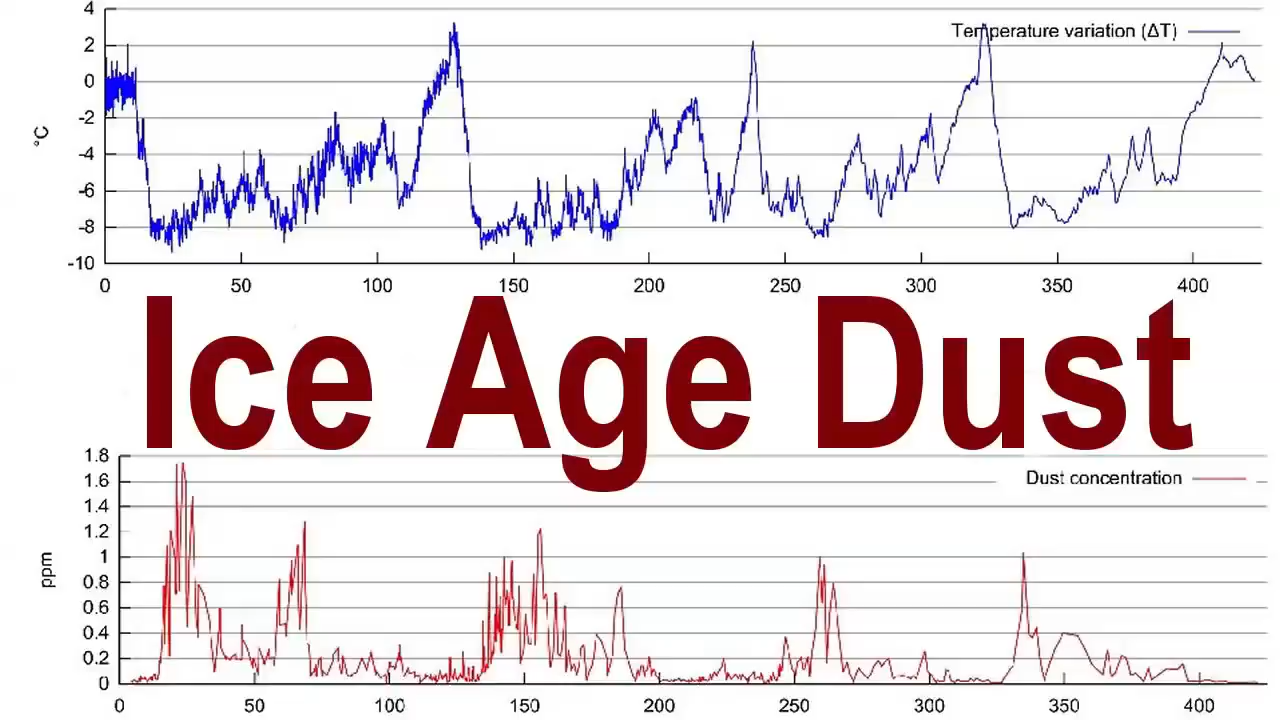 4
Temperature variation (ΔT)
2
0
-2
°C
-4
-6
-8
-10
0 50 100 150 200 250 300 350 400
Ice Age Dust
1.8
Dust concentration
1.6
1.4
1.2
1
ppm
0.8
0.6
0.4
0.2
0
0 50 100 150 200 250 300 350 400